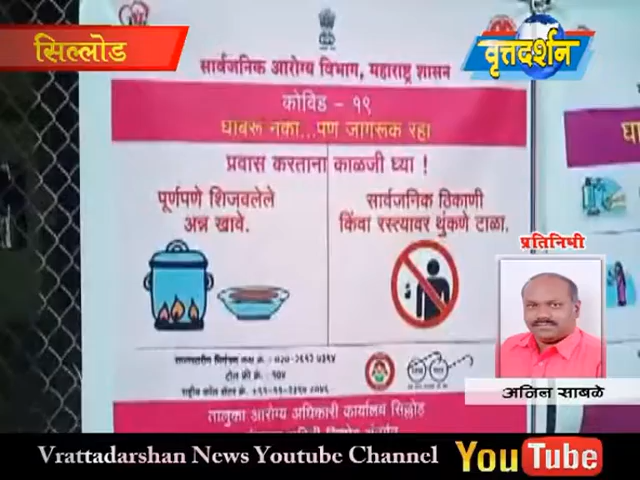 सिल्लोड
वृत्तदर्शन
सार्वजनिक आरोग्य विभाग, महाराष्ट्र शासन
कोविड - १९
घाबरू नका...पण जागरूक रहा
प्रवास करताना काळजी घ्या !
पूर्णपणे शिजवलेले
अन्न खावे.
सार्वजनिक ठिकाणी
किंवा रस्त्यावर थुंकणे टाळा.
प्रतिनिधी
टोल फ्री क्रं. १०४
अनिल साबळे
तालुका आरोग्य अधिकारी कार्यालय सिल्लोड
Vrattadarshan News Youtube Channel
YouTube